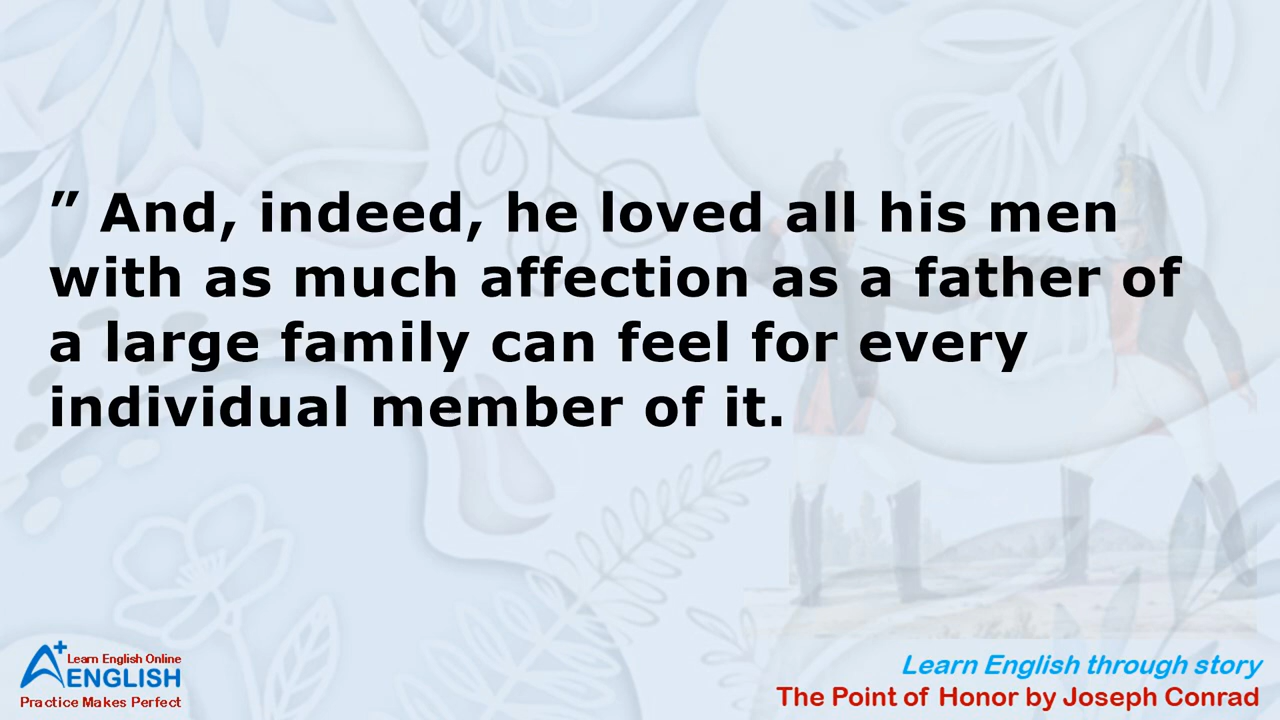 ” And, indeed, he loved all his men
with as much affection as a father of
a large family can feel for every
individual member of it.
A+ Learn English Online
ENGLISH
Practice Makes Perfect
Learn English through story
The Point of Honor by Joseph Conrad